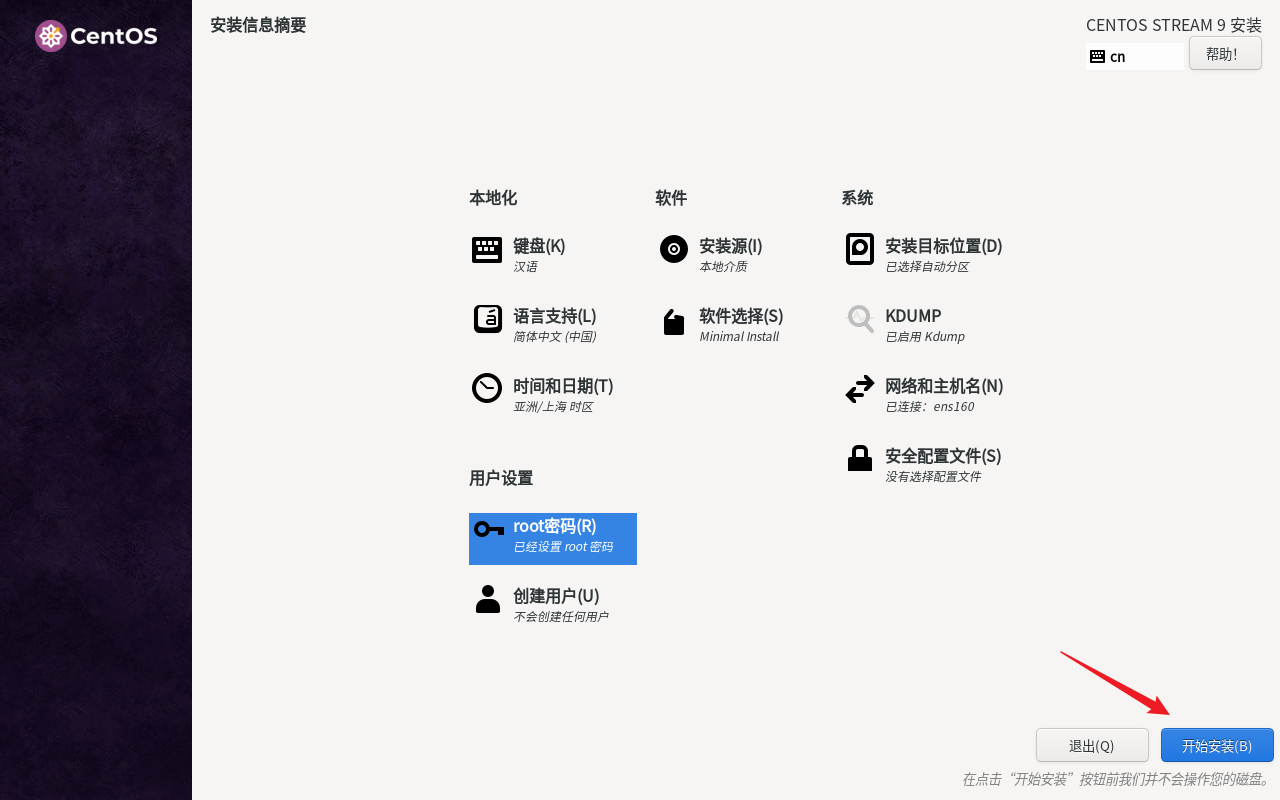 CentOS
安装信息摘要
CENTOS STREAM 9 安装
cn
帮助!
本地化
键盘(K)
汉语
语言支持(L)
简体中文 (中国)
时间和日期(T)
亚洲/上海 时区
用户设置
root密码(R)
已经设置 root 密码
创建用户(U)
不会创建任何用户
软件
安装源(I)
本地介质
软件选择(S)
Minimal Install
系统
安装目标位置(D)
已选择自动分区
KDUMP
已启用 Kdump
网络和主机名(N)
已连接：ens160
安全配置文件(S)
没有选择配置文件
退出(Q)
开始安装(B)
在点击“开始安装”按钮前我们并不会操作您的磁盘。